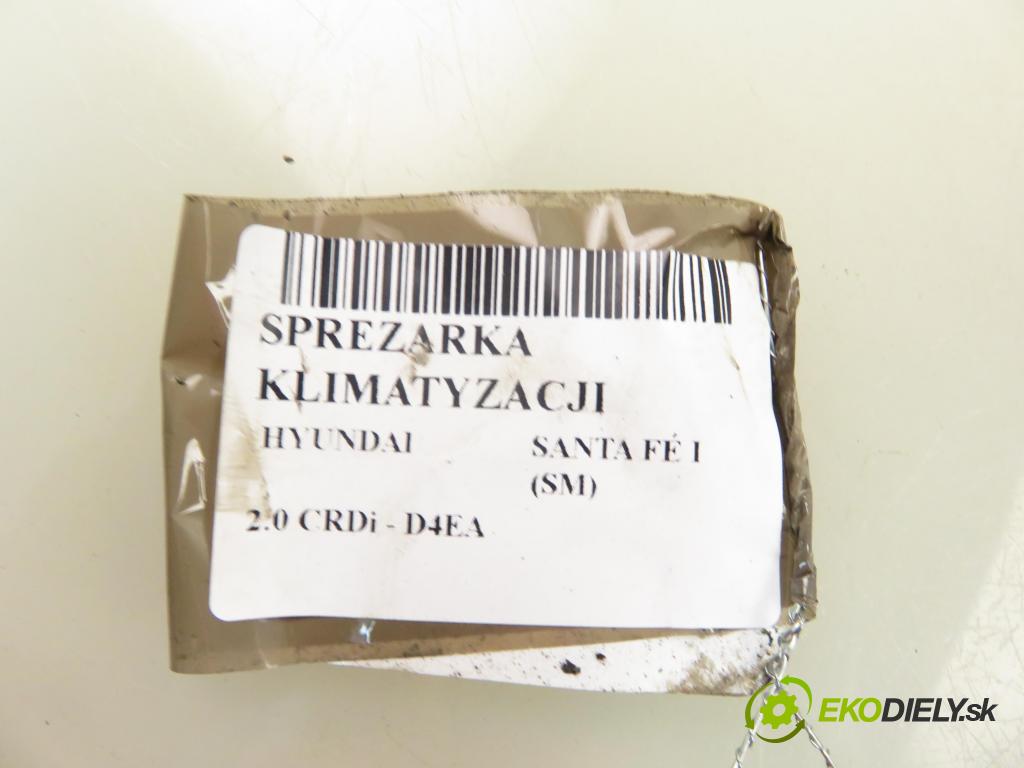 SPREZARKA
KLIMATYZACJI
HYUNDAI SANTA FÉ I
(SM)
2.0 CRDi - D4EA
EKODIELY.sk